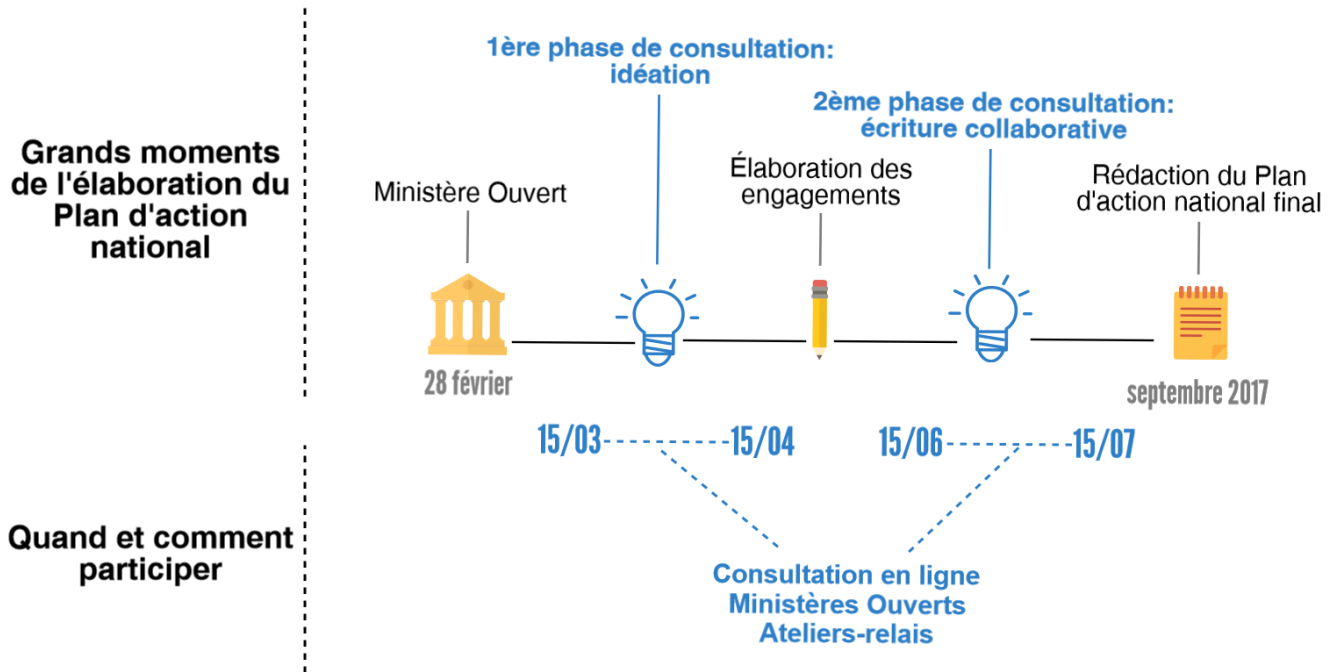 Grands moments
de l'élaboration du
Plan d'action
national
1ère phase de consultation:
idéation
2ème phase de consultation:
écriture collaborative
Ministère Ouvert
Élaboration des
engagements
Rédaction du Plan
d'action national final
28 février
septembre 2017
15/03
15/04
15/06
15/07
Quand et comment
participer
Consultation en ligne
Ministères Ouverts
Ateliers-relais